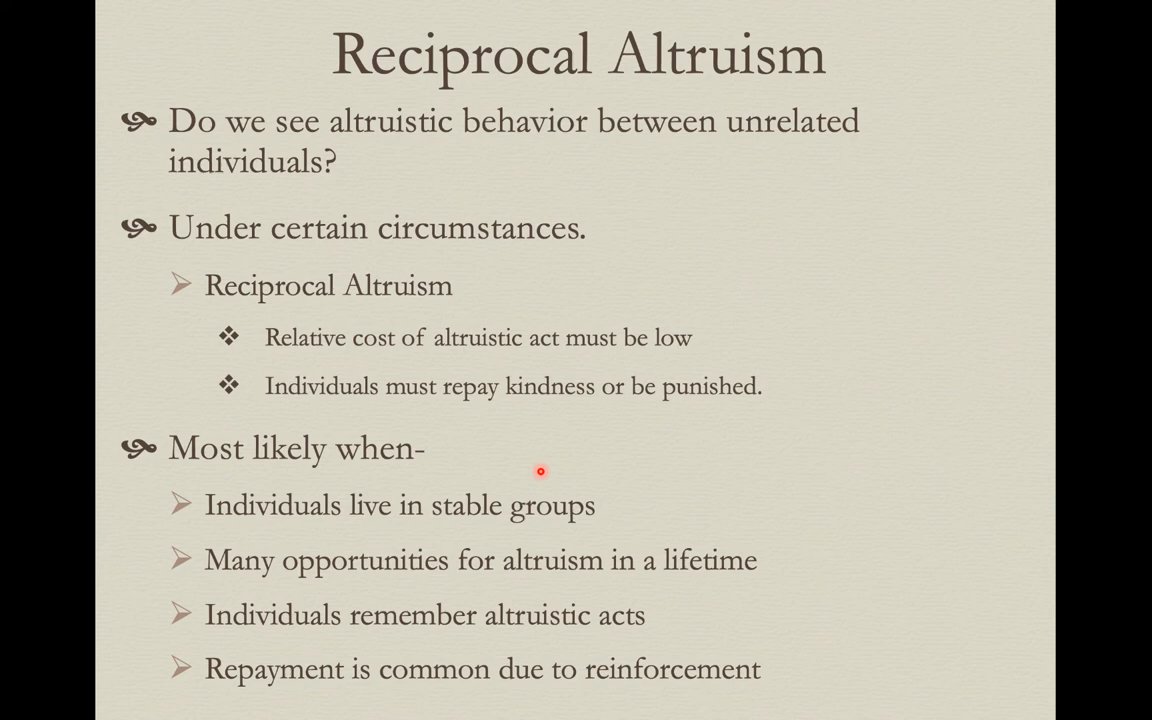 Reciprocal Altruism
Do we see altruistic behavior between unrelated
individuals?
Under certain circumstances.
Reciprocal Altruism
Relative cost of altruistic act must be low
Individuals must repay kindness or be punished.
Most likely when-
Individuals live in stable groups
Many opportunities for altruism in a lifetime
Individuals remember altruistic acts
Repayment is common due to reinforcement